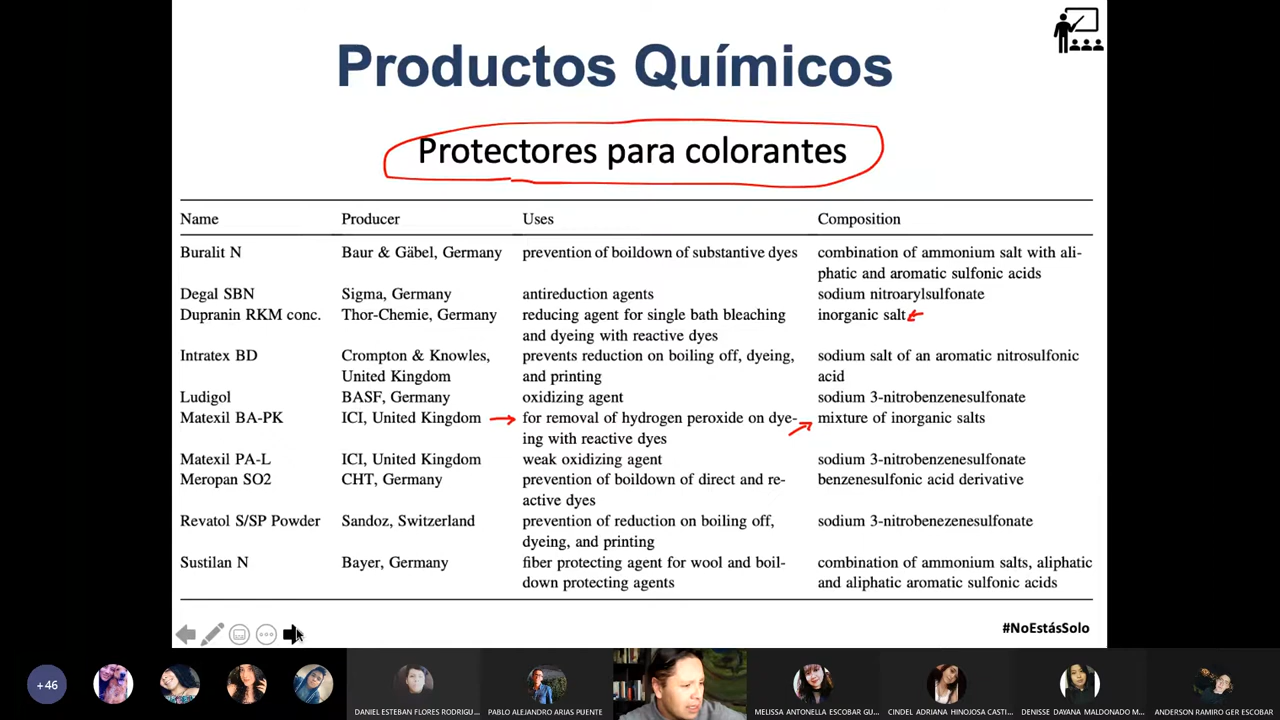 Productos Químicos
Protectores para colorantes
Name Producer Uses Composition
Buralit N Baur & Gäbel, Germany prevention of boildown of substantive dyes combination of ammonium salt with ali-
phatic and aromatic sulfonic acids
Degal SBN Sigma, Germany antireduction agents sodium nitroarylsulfonate
Dupranin RKM conc. Thor-Chemie, Germany reducing agent for single bath bleaching inorganic salt
and dyeing with reactive dyes
Intratex BD Crompton & Knowles, prevents reduction on boiling off, dyeing, sodium salt of an aromatic nitrosulfonic
United Kingdom and printing acid
Ludigol BASF, Germany oxidizing agent sodium 3-nitrobenzenesulfonate
Matexil BA-PK ICI, United Kingdom for removal of hydrogen peroxide on dye- mixture of inorganic salts
ing with reactive dyes
Matexil PA-L ICI, United Kingdom weak oxidizing agent sodium 3-nitrobenzenesulfonate
Meropan SO2 CHT, Germany prevention of boildown of direct and re- benzenesulfonic acid derivative
active dyes
Revatol S/SP Powder Sandoz, Switzerland prevention of reduction on boiling off, sodium 3-nitrobenezenesulfonate
dyeing, and printing
Sustilan N Bayer, Germany fiber protecting agent for wool and boil- combination of ammonium salts, aliphatic
down protecting agents and aliphatic aromatic sulfonic acids
#NoEstásSolo
+46
DANIEL ESTEBAN FLORES RODRIGU... PABLO ALEJANDRO ARIAS PUENTE MELISSA ANTONELLA ESCOBAR GU... CINDEL ADRIANA HINOJOSA CASTI... DENISSE DAYANA MALDONADO M... ANDERSON RAMIRO GER ESCOBAR